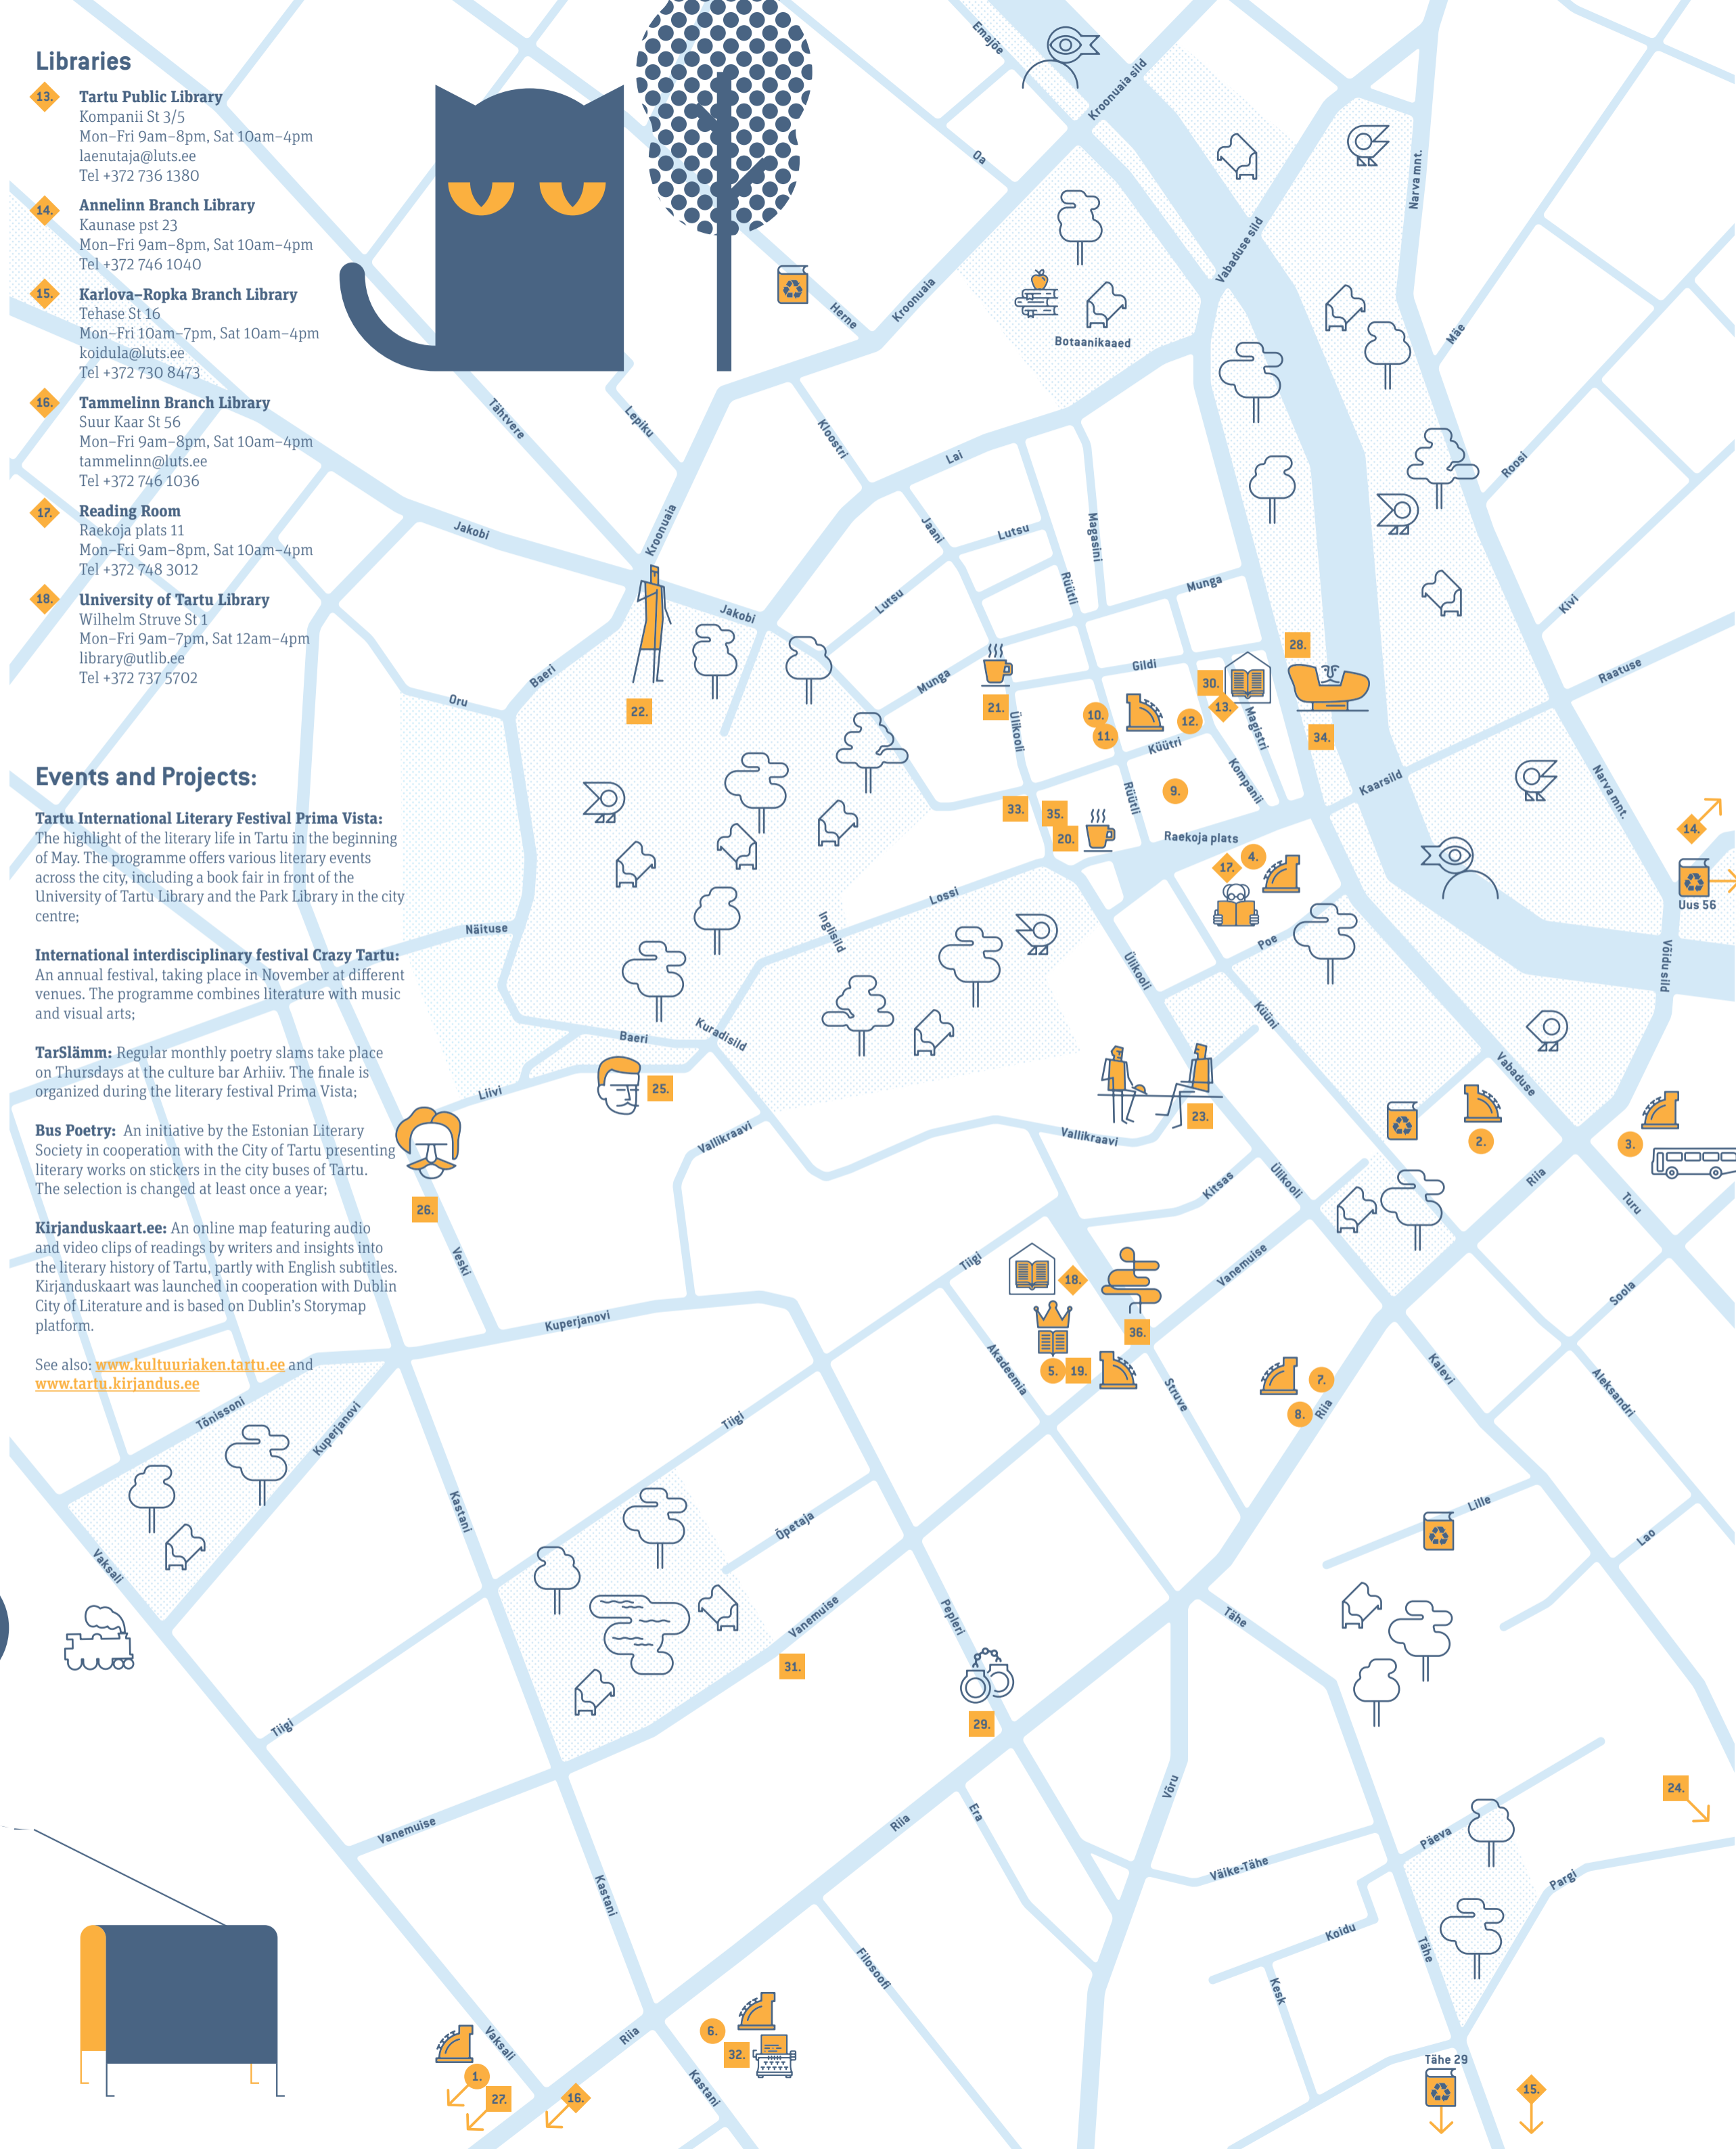 Libraries
13.
Tartu Public Library
Kompanii St 3/5
Mon–Fri 9am–8pm, Sat 10am–4pm
laenutaja@luts.ee
Tel +372 736 1380
14.
Annelinn Branch Library
Kaunase pst 23
Mon–Fri 9am–8pm, Sat 10am–4pm
Tel +372 746 1040
15.
Karlova–Ropka Branch Library
Tehase St 16
Mon–Fri 10am–7pm, Sat 10am–4pm
koidula@luts.ee
Tel +372 730 8473
16.
Tammelinn Branch Library
Suur Kaar St 56
Mon–Fri 9am–8pm, Sat 10am–4pm
tammelinn@luts.ee
Tel +372 746 1036
17.
Reading Room
Raekoja plats 11
Mon–Fri 9am–8pm, Sat 10am–4pm
Tel +372 748 3012
18.
University of Tartu Library
Wilhelm Struve St 1
Mon–Fri 9am–7pm, Sat 12am–4pm
library@utlib.ee
Tel +372 737 5702
Events and Projects:
Tartu International Literary Festival Prima Vista:
The highlight of the literary life in Tartu in the beginning
of May. The programme offers various literary events
across the city, including a book fair in front of the
University of Tartu Library and the Park Library in the city
centre;
International interdisciplinary festival Crazy Tartu:
An annual festival, taking place in November at different
venues. The programme combines literature with music
and visual arts;
TarSlämm: Regular monthly poetry slams take place
on Thursdays at the culture bar Arhiiv. The finale is
organized during the literary festival Prima Vista;
Bus Poetry: An initiative by the Estonian Literary
Society in cooperation with the City of Tartu presenting
literary works on stickers in the city buses of Tartu.
The selection is changed at least once a year;
Kirjanduskaart.ee: An online map featuring audio
and video clips of readings by writers and insights into
the literary history of Tartu, partly with English subtitles.
Kirjanduskaart was launched in cooperation with Dublin
City of Literature and is based on Dublin's Storymap
platform.
See also: www.kultuuriaken.tartu.ee and
www.tartu.kirjandus.ee
Emajõe
Kroonuaia sild
Oa
Narva mnt.
Vabaduse sild
Herne
Kroonuaia
Botaanikaaed
Mäe
Tähtvere
Lepiku
Kloostri
Lai
Roosi
Jakobi
Kroonuaia
Jaani
Lutsu
Magasini
Rüütli
Munga
Jakobi
Lutsu
Kivi
Baeri
Munga
Gildi
28.
Raatuse
Oru
22.
21.
Ülikooli
10.
11.
12.
30.
13.
Magistri
34.
Küütri
Kompanii
Kaarsild
Narva mnt.
9.
Rüütli
33.
35.
20.
Raekoja plats
14.
17.
4.
Uus 56
Lossi
Inglisild
Näituse
Poe
Ülikooli
Võidu sild
Küüni
Baeri
Kuradisild
Vabaduse
Liivi
25.
23.
Vallikraavi
Vallikraavi
2.
3.
Kitsas
Ülikooli
Riia
Turu
26.
Veski
Tiigi
18.
Vanemuise
Soola
Kuperjanovi
36.
5.
19.
Akadeemia
Struve
7.
8.
Riia
Kalevi
Aleksandri
Tõnissoni
Kuperjanovi
Tiigi
Kastani
Õpetaja
Lille
Lao
Vaksali
Vanemuise
Pepleri
Tähe
31.
29.
Tiigi
Võru
24.
Vanemuise
Riia
Era
Päeva
Väike-Tähe
Pargi
Kastani
Koidu
Tähe
Filosoofi
Kesk
Vaksali
Riia
6.
32.
Kastani
1.
27.
16.
Tähe 29
15.